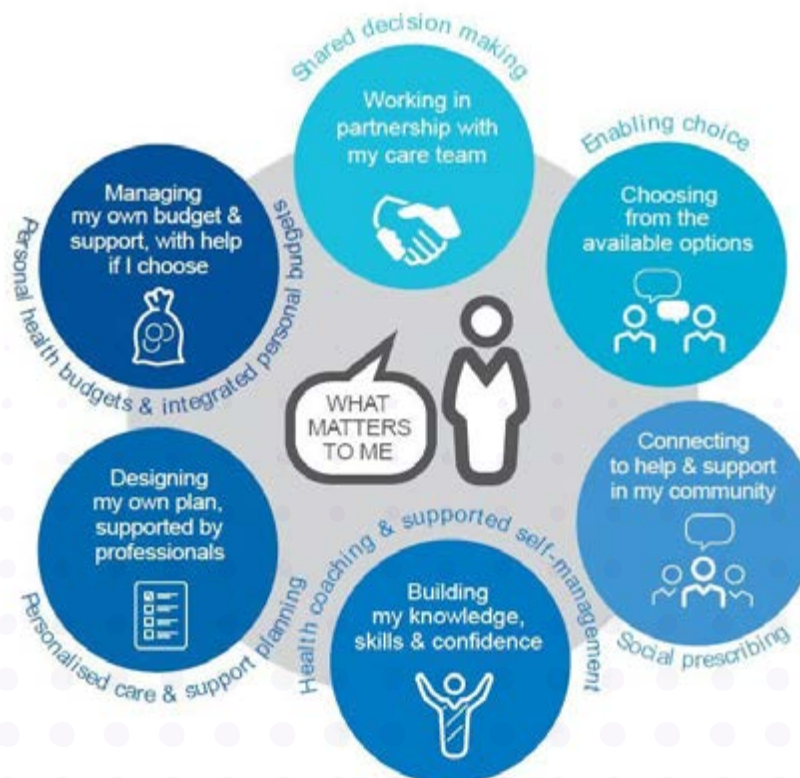 Shared decision making
Working in
partnership with
my care team
Enabling choice
Choosing
from the
available options
Connecting
to help & support
in my community
Social prescribing
Health coaching & supported self-management
Building
my knowledge,
skills & confidence
Personalised care & support planning
Designing
my own plan,
supported by
professionals
Personal health budgets & integrated personal budgets
Managing
my own budget &
support, with help
if I choose
WHAT
MATTERS
TO ME